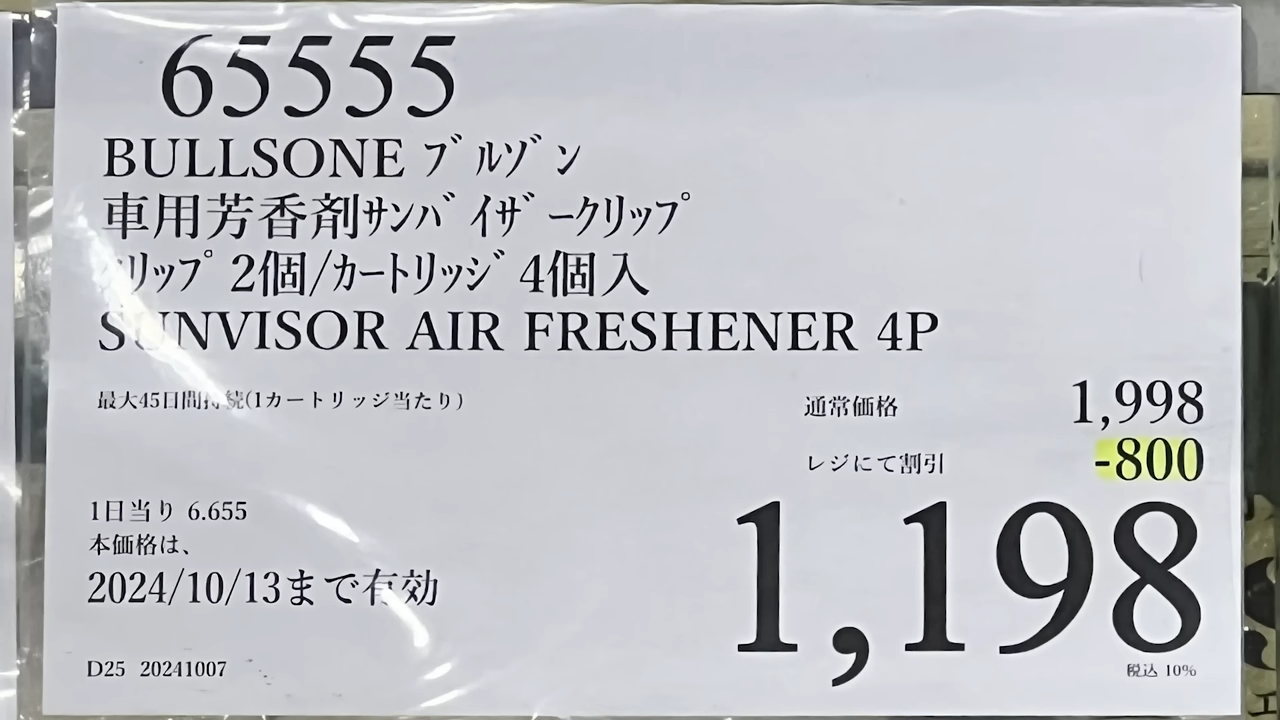 65555
BULLSONE ブルゾン
車用芳香剤サンバイザークリップ
クリップ 2個/カートリッジ 4個入
SUNVISOR AIR FRESHENER 4P
最大45日間持続(1カートリッジ当たり)
通常価格 1,998
レジにて割引 -800
1,198
税込 10%
1日当り 6.655
本価格は、
2024/10/13まで有効
D25 20241007